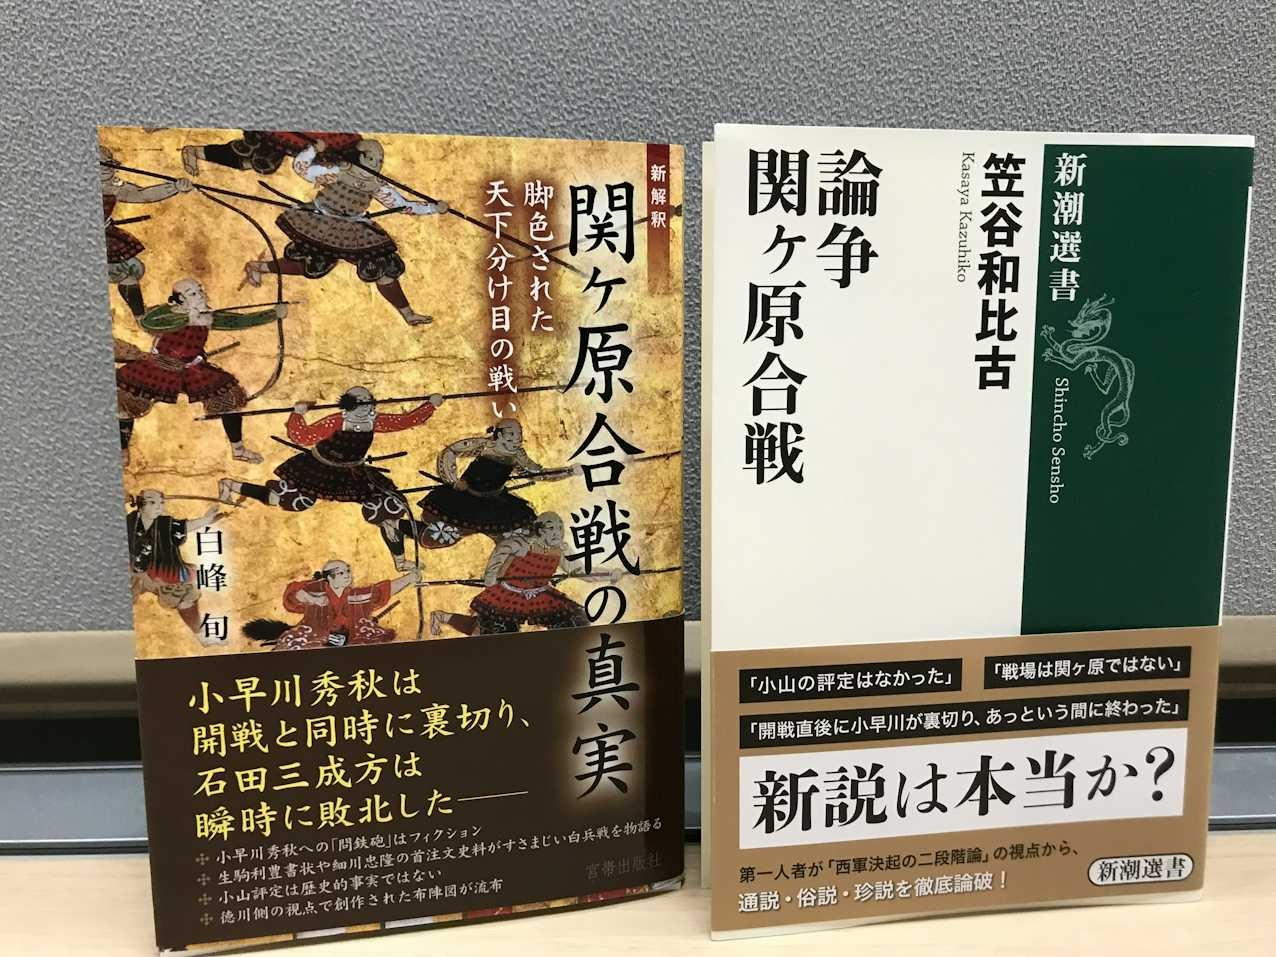 新解釈
関ヶ原合戦の真実
脚色された
天下分け目の戦い
白峰 旬
小早川秀秋は
開戦と同時に裏切り、
石田三成方は
瞬時に敗北した――
小早川秀秋への「問鉄砲」はフィクション
生駒利豊書状や細川忠隆の首注文史料がすさまじい白兵戦を物語る
小山評定は歴史的事実ではない
徳川側の視点で創作された布陣図が流布
宮帯出版社
新潮選書
Shincho Sensho
笠谷和比古
Kasaya Kazuhiko
論争
関ヶ原合戦
「小山の評定はなかった」
「戦場は関ヶ原ではない」
「開戦直後に小早川が裏切り、あっという間に終わった」
新説は本当か?
第一人者が「西軍決起の二段階論」の視点から、
通説・俗説・珍説を徹底論破!
新潮選書